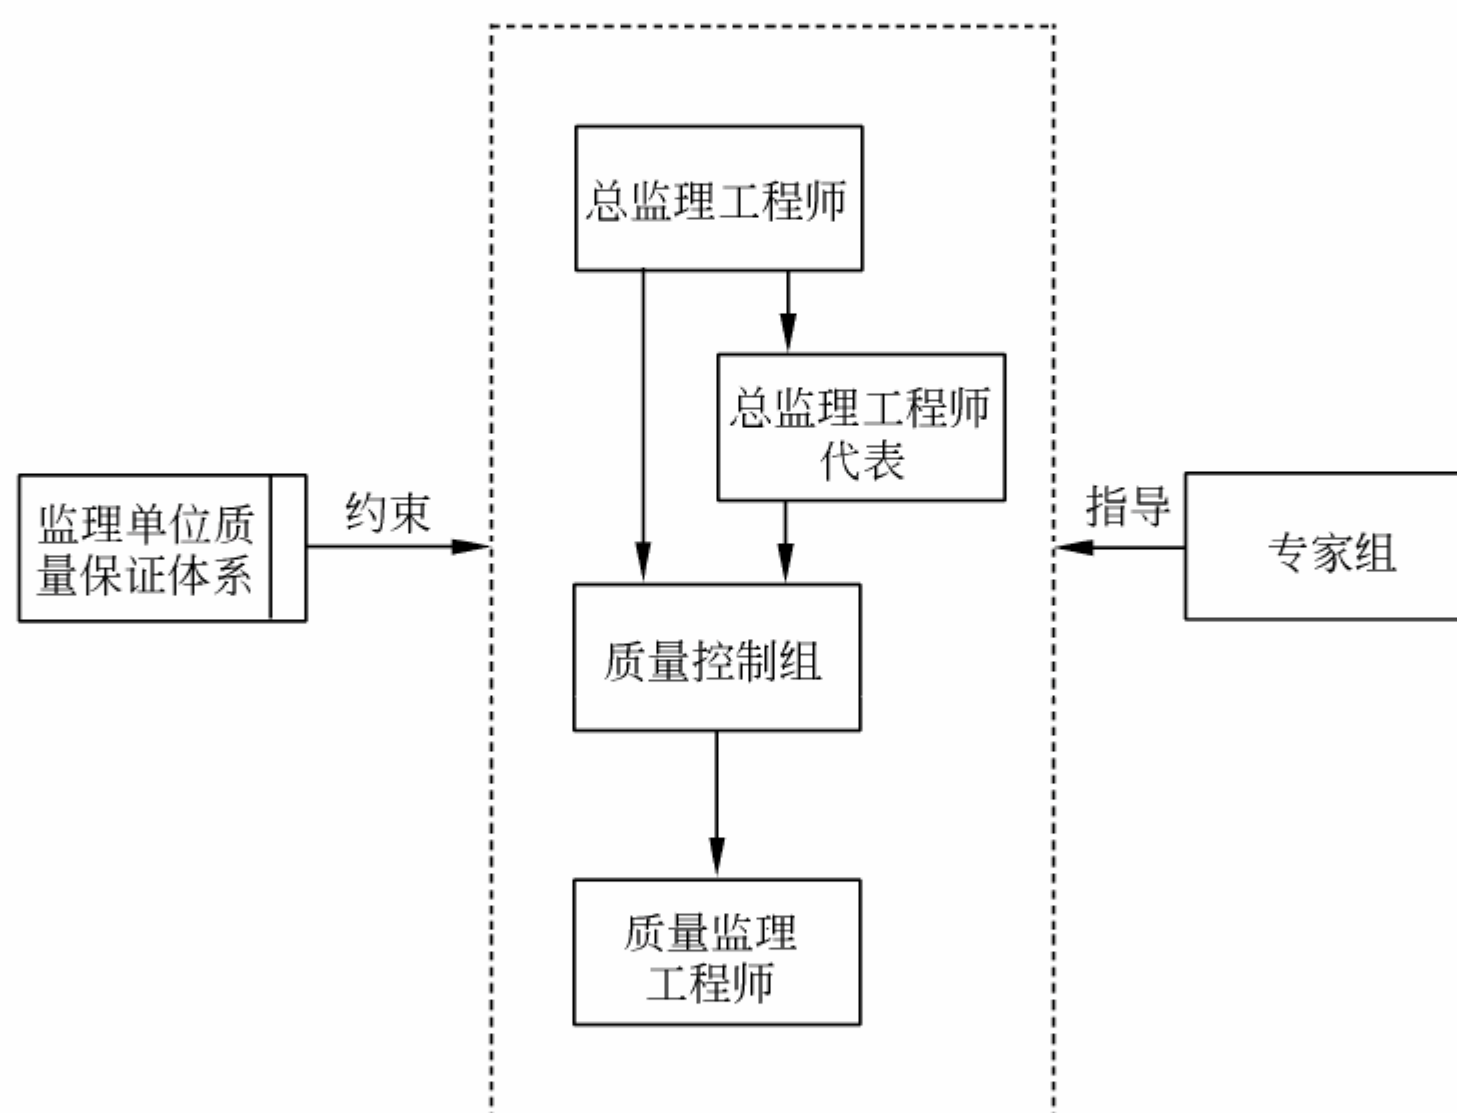 总监理工程师
总监理工程师
代表
监理单位质
量保证体系
约束
指导
专家组
质量控制组
质量监理
工程师